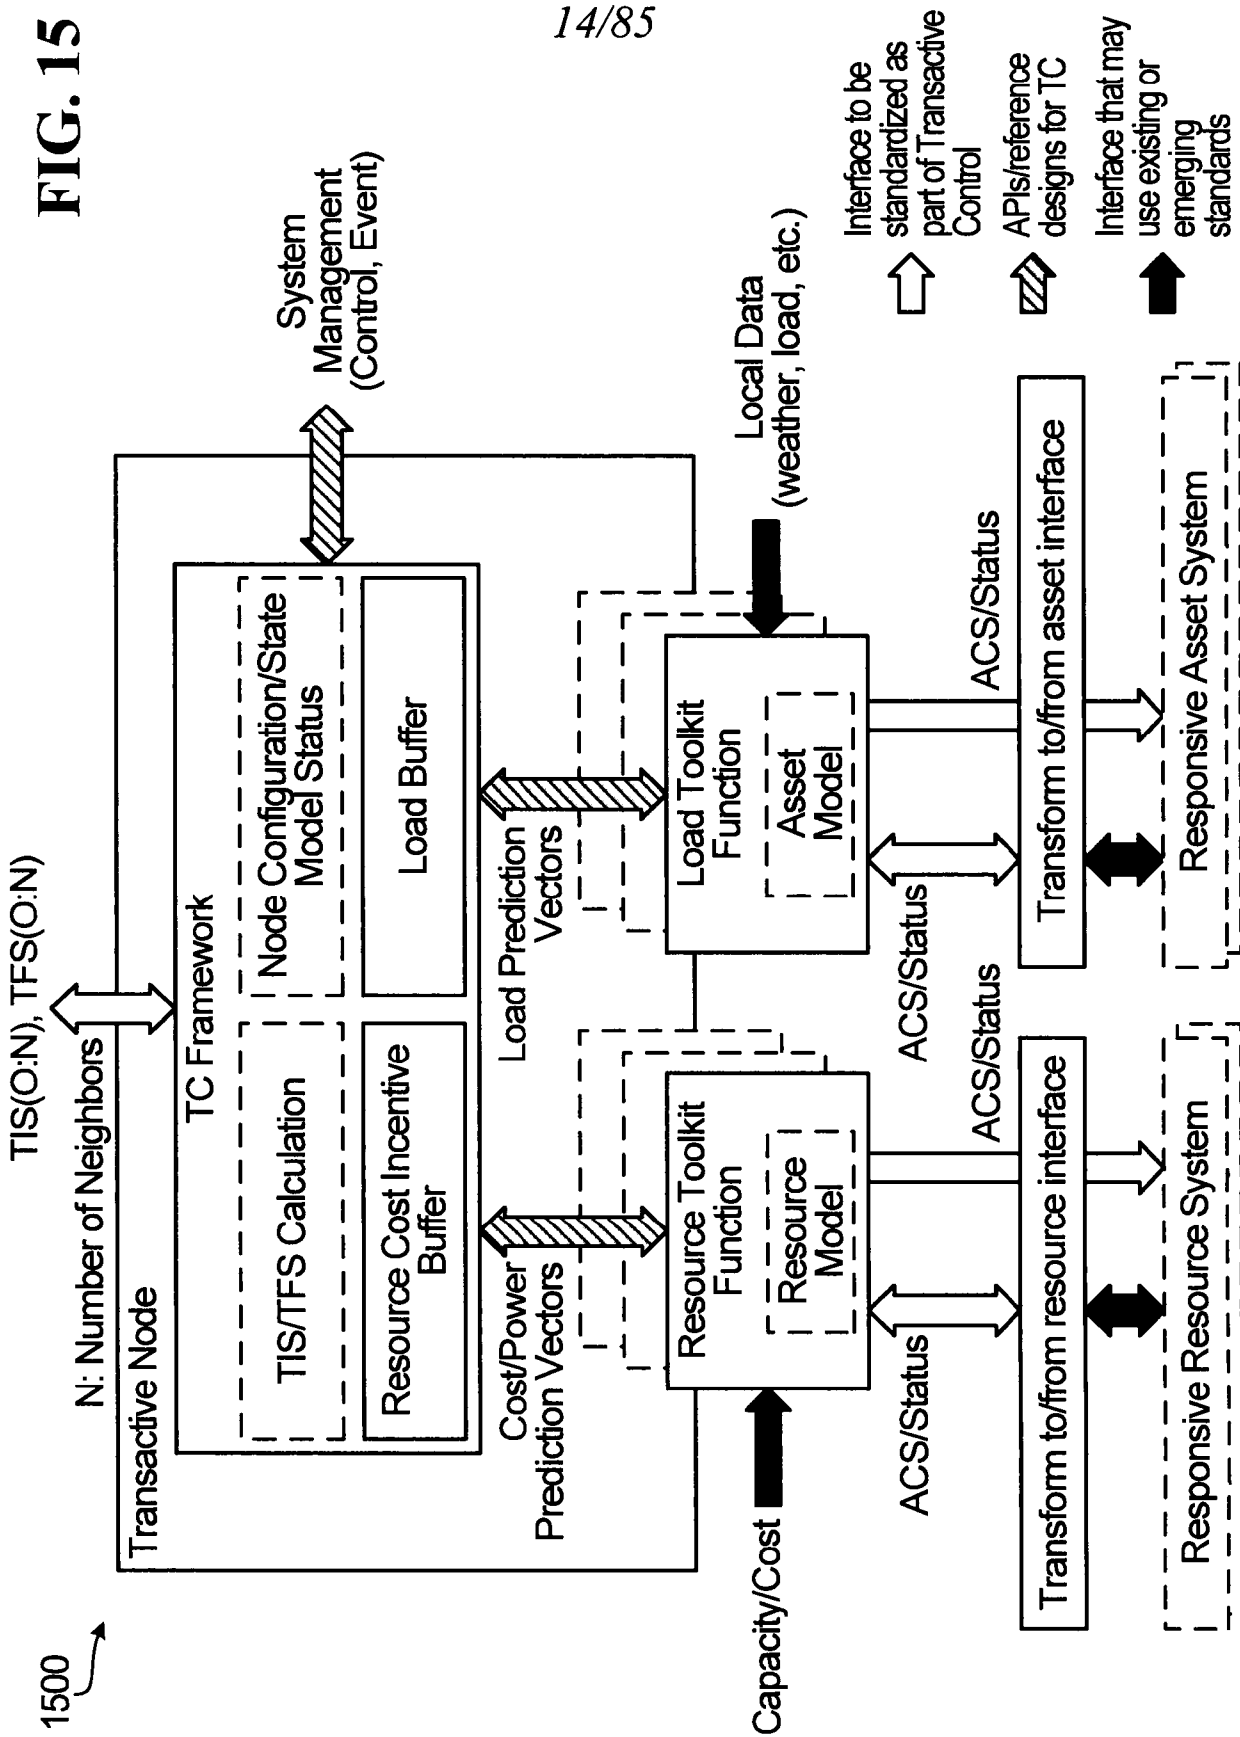 14/85
FIG. 15
1500
TIS(O:N), TFS(O:N)
N: Number of Neighbors
Transactive Node
TC Framework
TIS/TFS Calculation
Node Configuration/State
Model Status
Resource Cost Incentive
Buffer
Load Buffer
System
Management
(Control, Event)
Cost/Power
Prediction Vectors
Load Prediction
Vectors
Capacity/Cost
Resource Toolkit
Function
Resource
Model
Load Toolkit
Function
Asset
Model
Local Data
(weather, load, etc.)
ACS/Status
ACS/Status
ACS/Status
ACS/Status
Transform to/from resource interface
Transform to/from asset interface
Responsive Resource System
Responsive Asset System
Interface to be
standardized as
part of Transactive
Control
APIs/reference
designs for TC
Interface that may
use existing or
emerging
standards